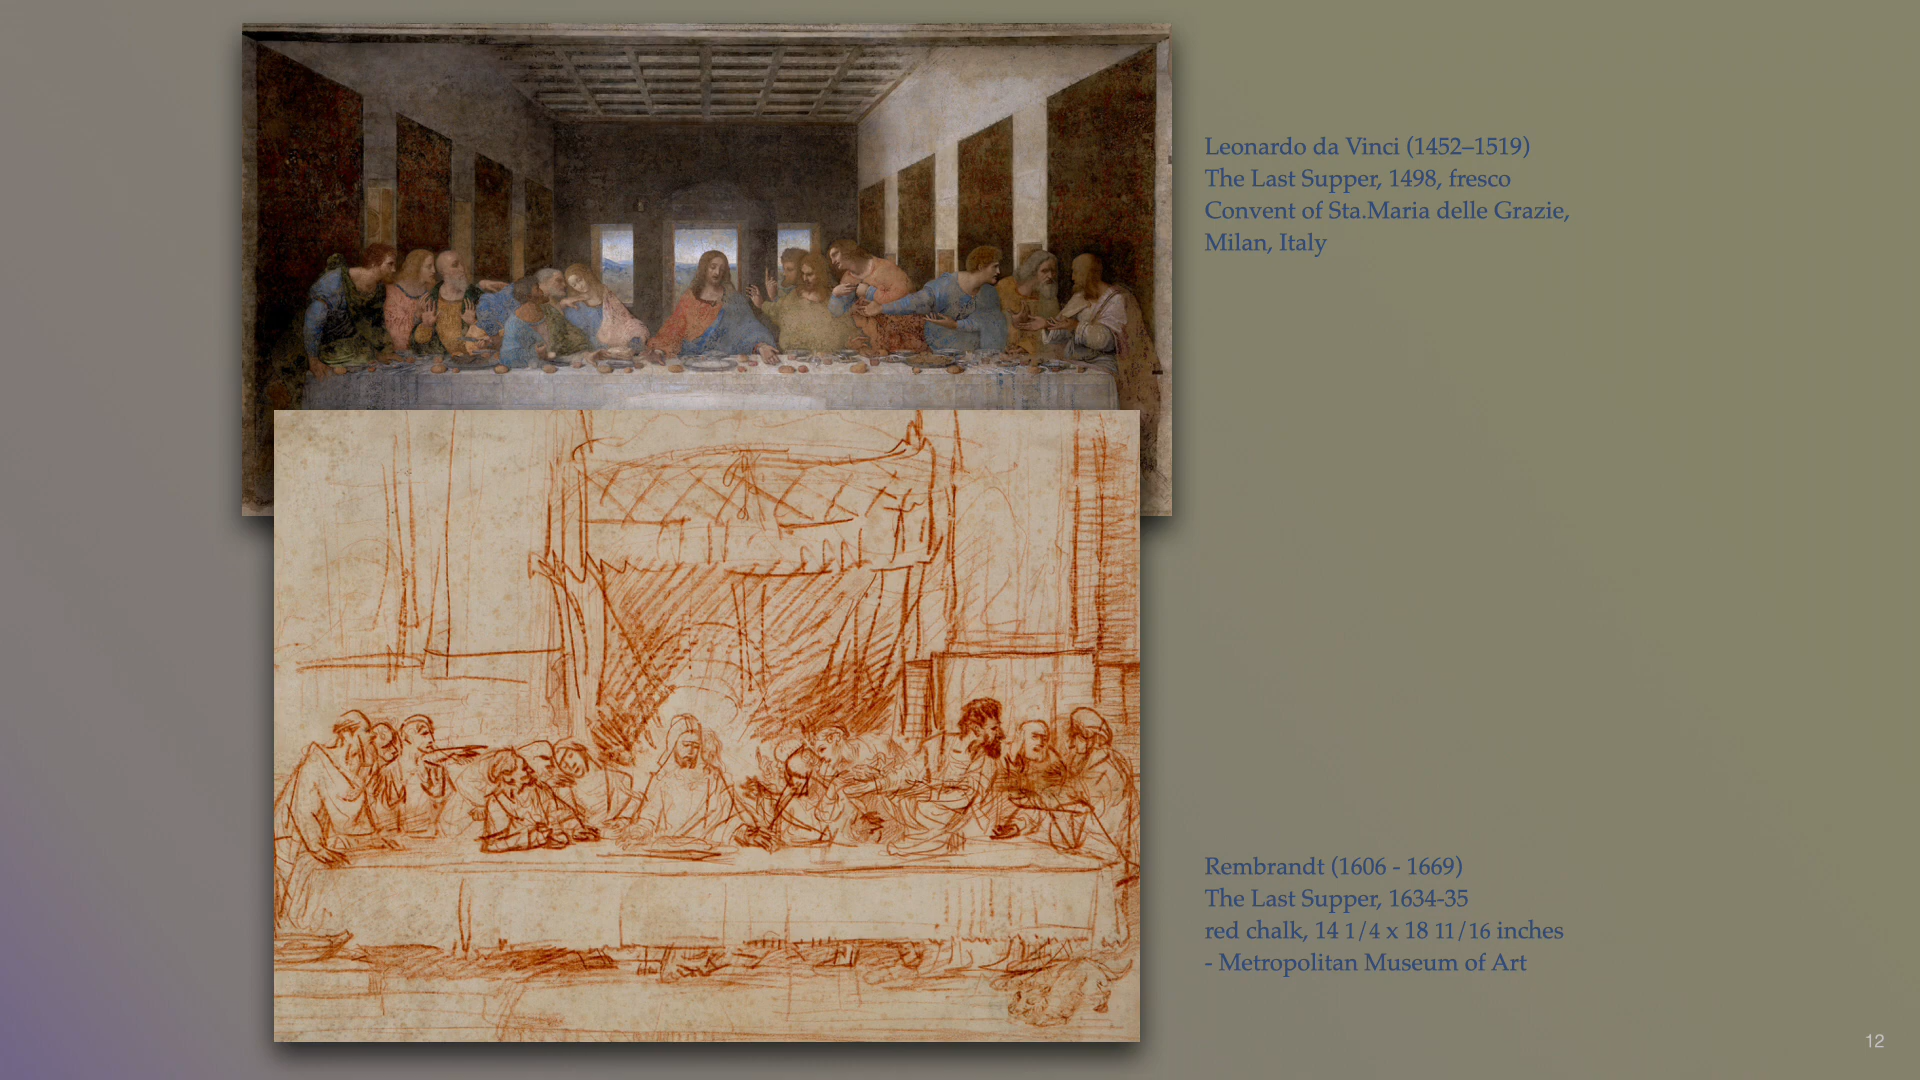 Leonardo da Vinci (1452–1519)
The Last Supper, 1498, fresco
Convent of Sta.Maria delle Grazie,
Milan, Italy
Rembrandt (1606 - 1669)
The Last Supper, 1634-35
red chalk, 14 1/4 x 18 11/16 inches
- Metropolitan Museum of Art
12